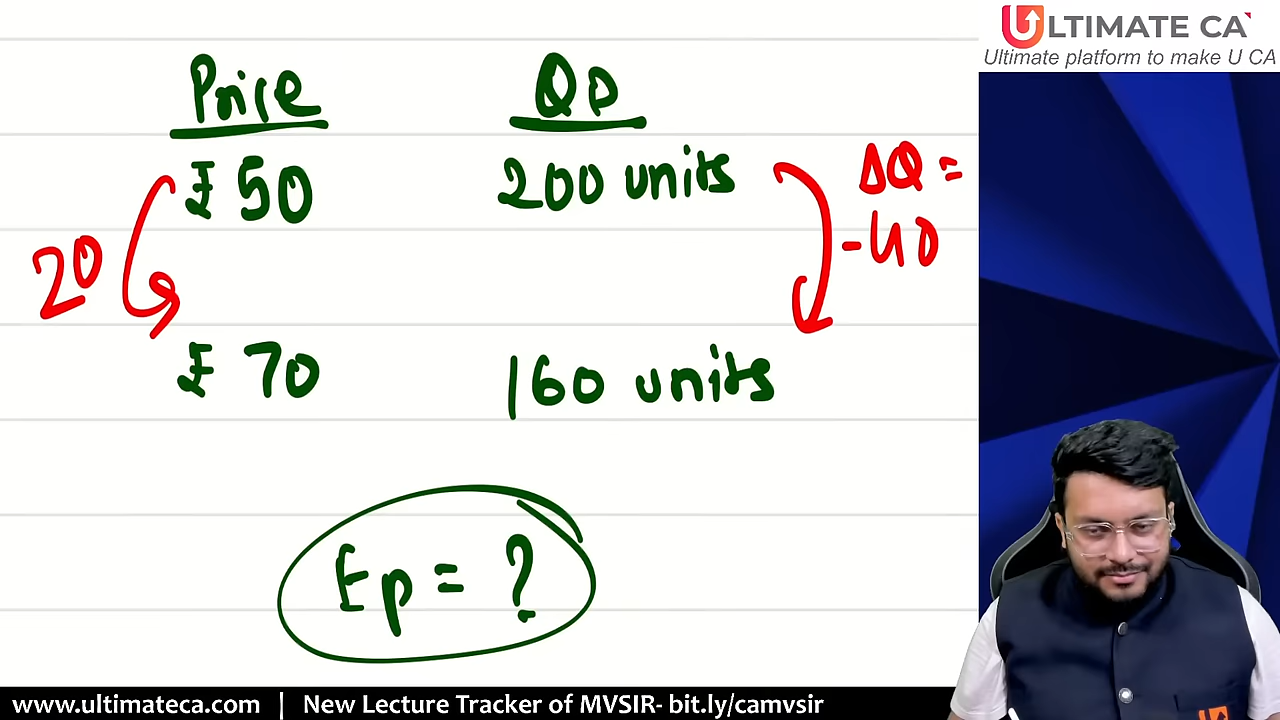 ULTIMATE CA
Ultimate platform to make U CA
Price QD
₹ 50 200 units ΔQ =
-40
20
₹ 70 160 units
Ep = ?
www.ultimateca.com | New Lecture Tracker of MVSIR- bit.ly/camvsir